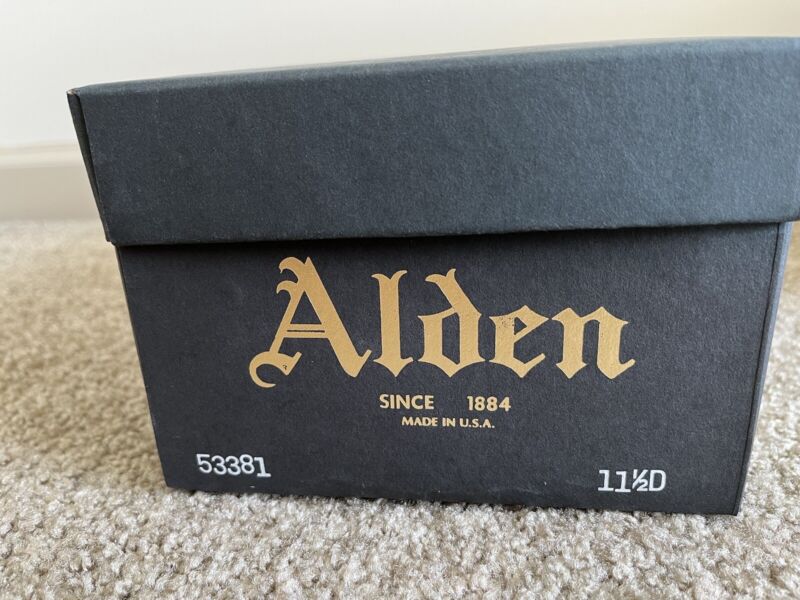 Alden
SINCE 1884
MADE IN U.S.A.
53381 11½D